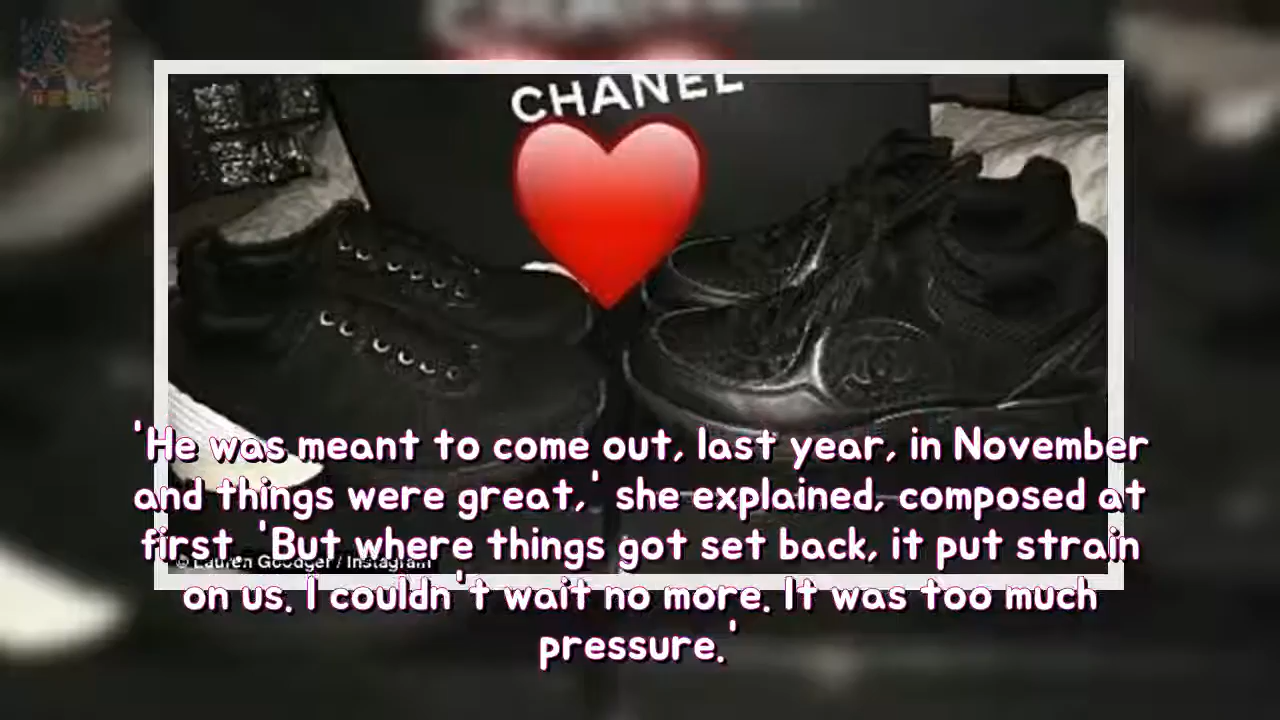 CHANEL
'He was meant to come out, last year, in November
and things were great,' she explained, composed at
first. 'But where things got set back, it put strain
© Lauren Goodger / Instagram
on us. I couldn't wait no more. It was too much
pressure.'